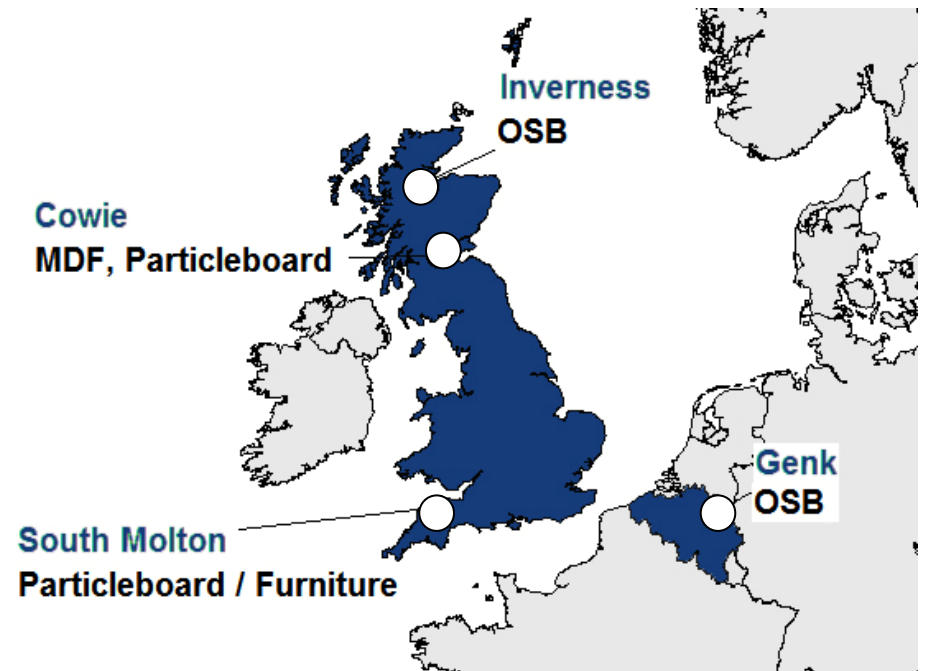 Inverness
OSB
Cowie
MDF, Particleboard
Genk
OSB
South Molton
Particleboard / Furniture